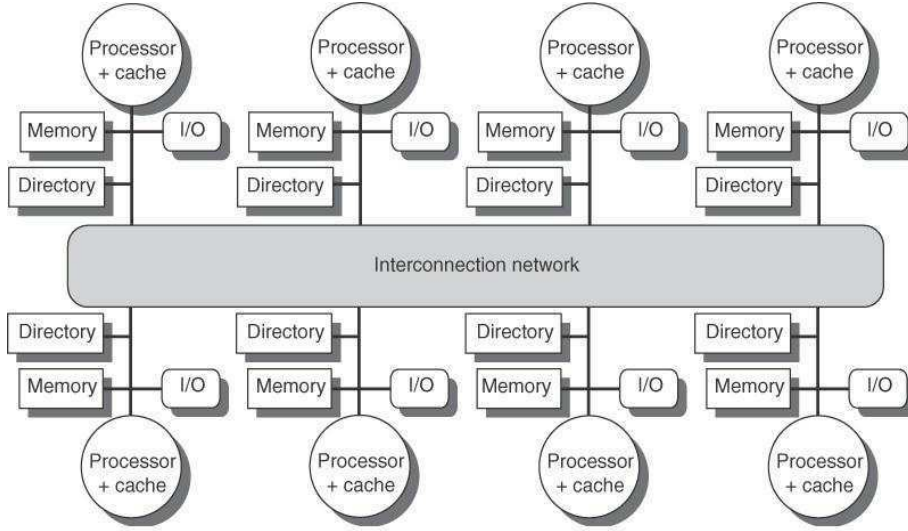 Processor
+ cache
Processor
+ cache
Processor
+ cache
Processor
+ cache
Memory
I/O
Memory
I/O
Memory
I/O
Memory
I/O
Directory
Directory
Directory
Directory
Interconnection network
Directory
Directory
Directory
Directory
Memory
I/O
Memory
I/O
Memory
I/O
Memory
I/O
Processor
+ cache
Processor
+ cache
Processor
+ cache
Processor
+ cache